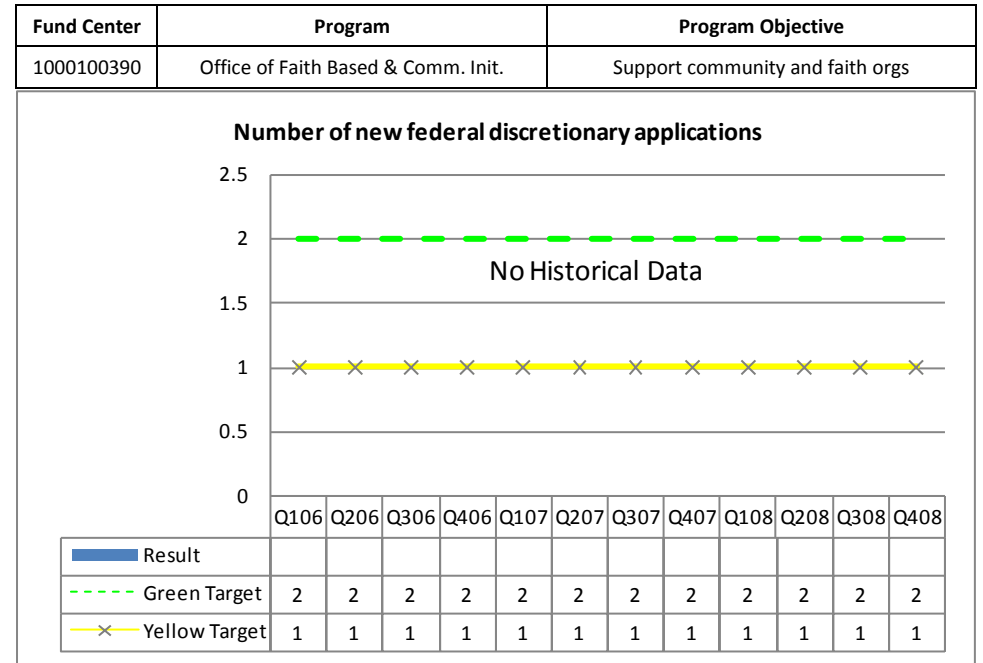 Fund Center Program Program Objective
1000100390 Office of Faith Based & Comm. Init. Support community and faith orgs
Number of new federal discretionary applications
2.5
2
No Historical Data
1.5
1
0.5
0
Q106 Q206 Q306 Q406 Q107 Q207 Q307 Q407 Q108 Q208 Q308 Q408
Result
Green Target 2 2 2 2 2 2 2 2 2 2 2 2
Yellow Target 1 1 1 1 1 1 1 1 1 1 1 1